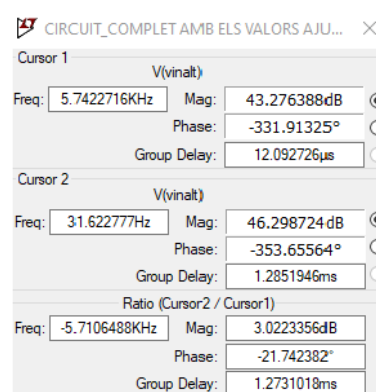 CIRCUIT_COMPLET AMB ELS VALORS AJU...
Cursor 1
V(vinalt)
Freq: 5.7422716KHz Mag: 43.276388dB
Phase: -331.91325°
Group Delay: 12.092726µs
Cursor 2
V(vinalt)
Freq: 31.622777Hz Mag: 46.298724dB
Phase: -353.65564°
Group Delay: 1.2851946ms
Ratio (Cursor2 / Cursor1)
Freq: -5.7106488KHz Mag: 3.0223356dB
Phase: -21.742382°
Group Delay: 1.2731018ms